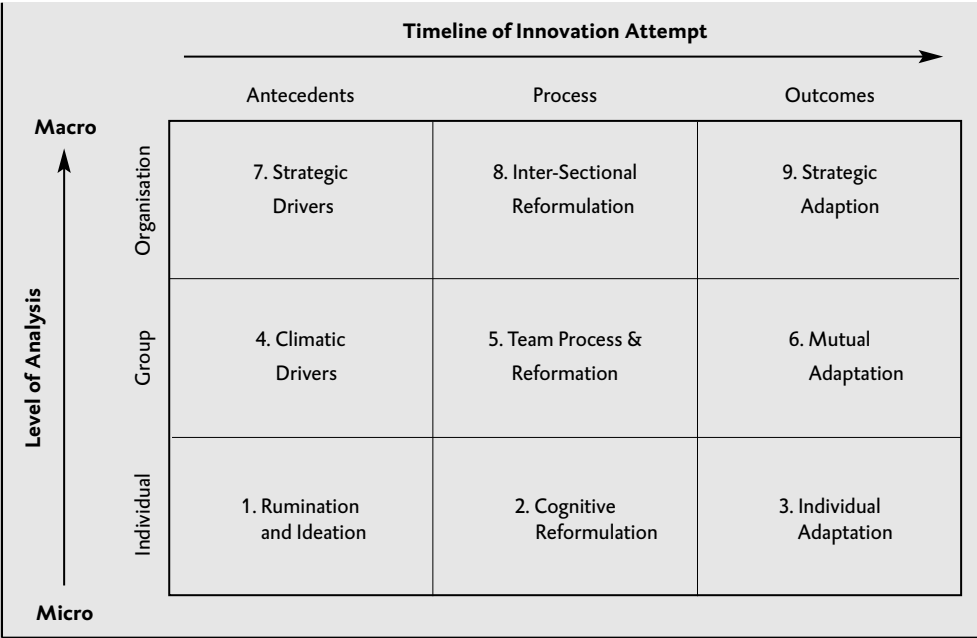 Timeline of Innovation Attempt
Antecedents
Process
Outcomes
Macro
Level of Analysis
Micro
Organisation
7. Strategic
Drivers
8. Inter-Sectional
Reformulation
9. Strategic
Adaption
Group
4. Climatic
Drivers
5. Team Process &
Reformation
6. Mutual
Adaptation
Individual
1. Rumination
and Ideation
2. Cognitive
Reformulation
3. Individual
Adaptation